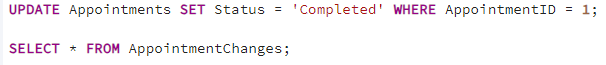 UPDATE Appointments SET Status = 'Completed' WHERE AppointmentID = 1;
SELECT * FROM AppointmentChanges;